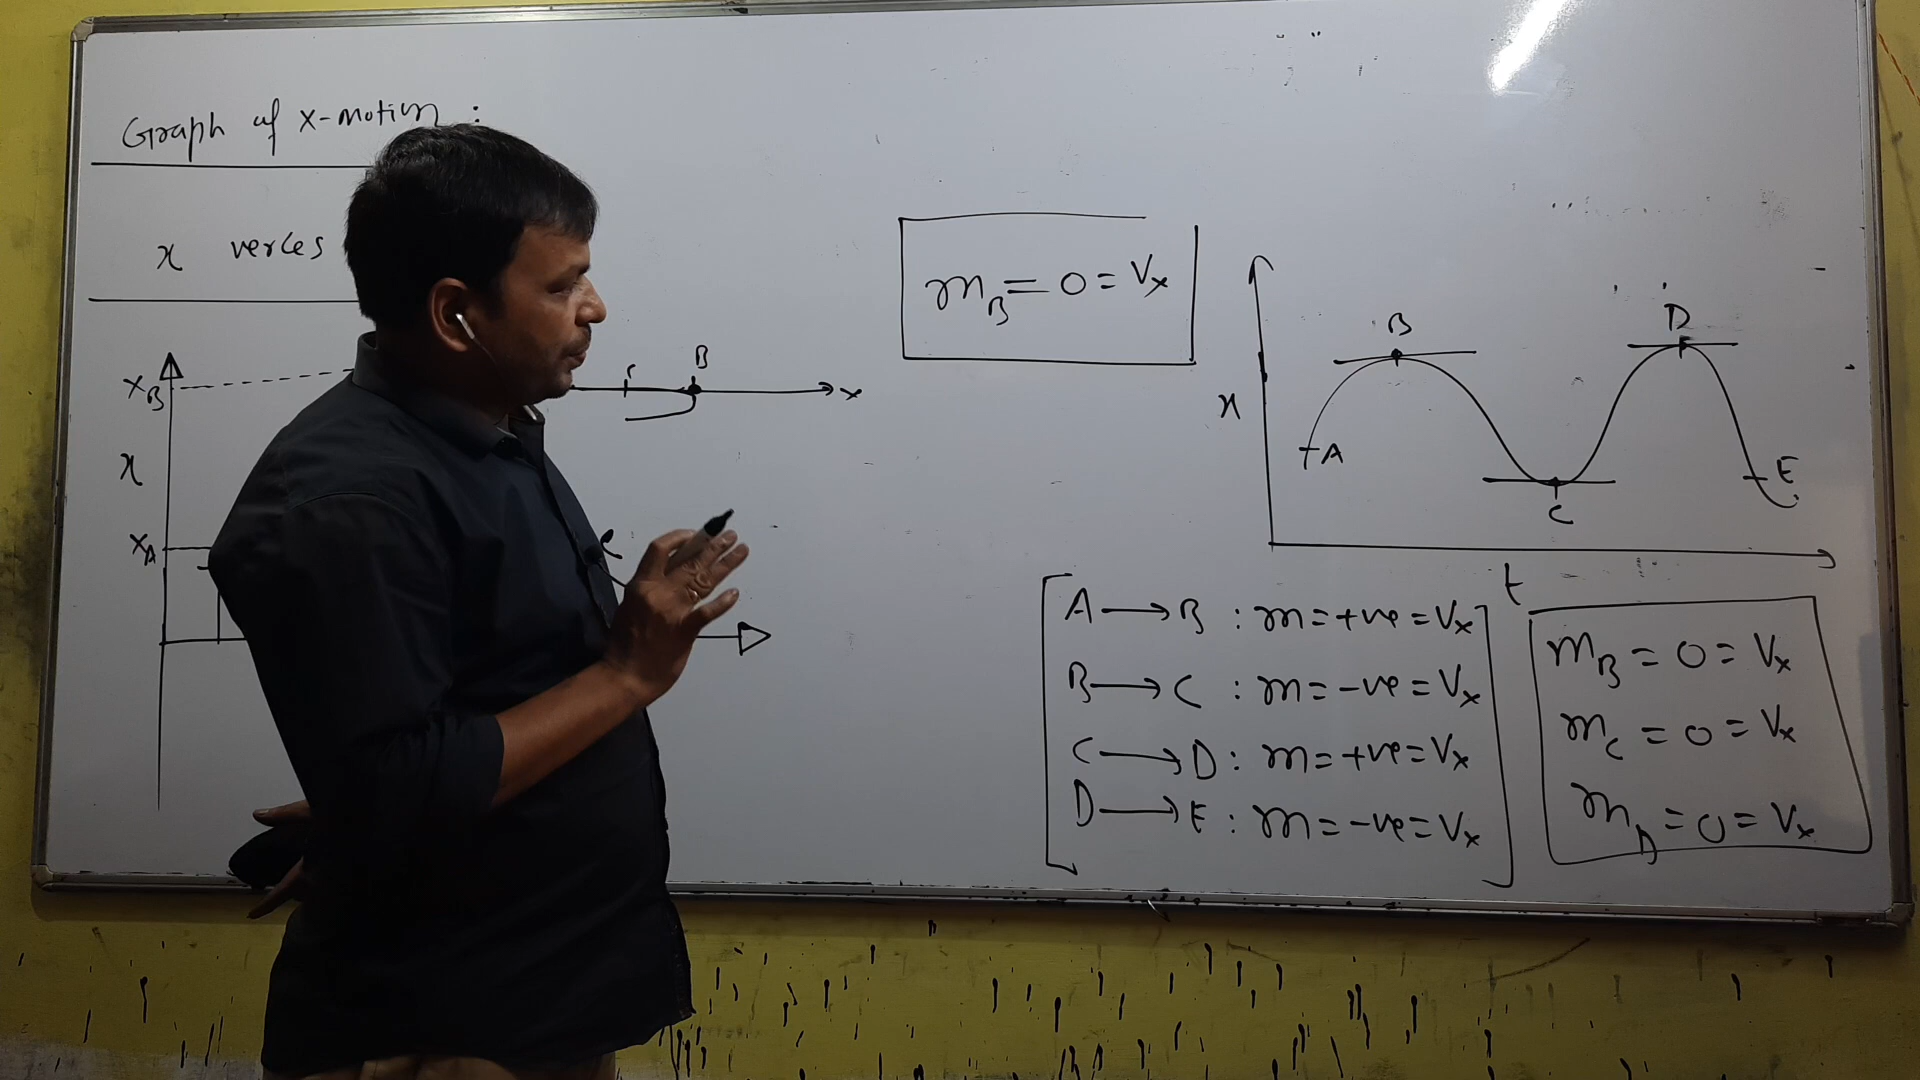 Graph of X-motion :
x verces
x_B
x
x_A
B
x
C
m_B = 0 = V_x
x
A
B
C
D
E
t
A → B : m = +ve = V_x
B → C : m = -ve = V_x
C → D : m = +ve = V_x
D → E : m = -ve = V_x
m_B = 0 = V_x
m_C = 0 = V_x
m_D = 0 = V_x